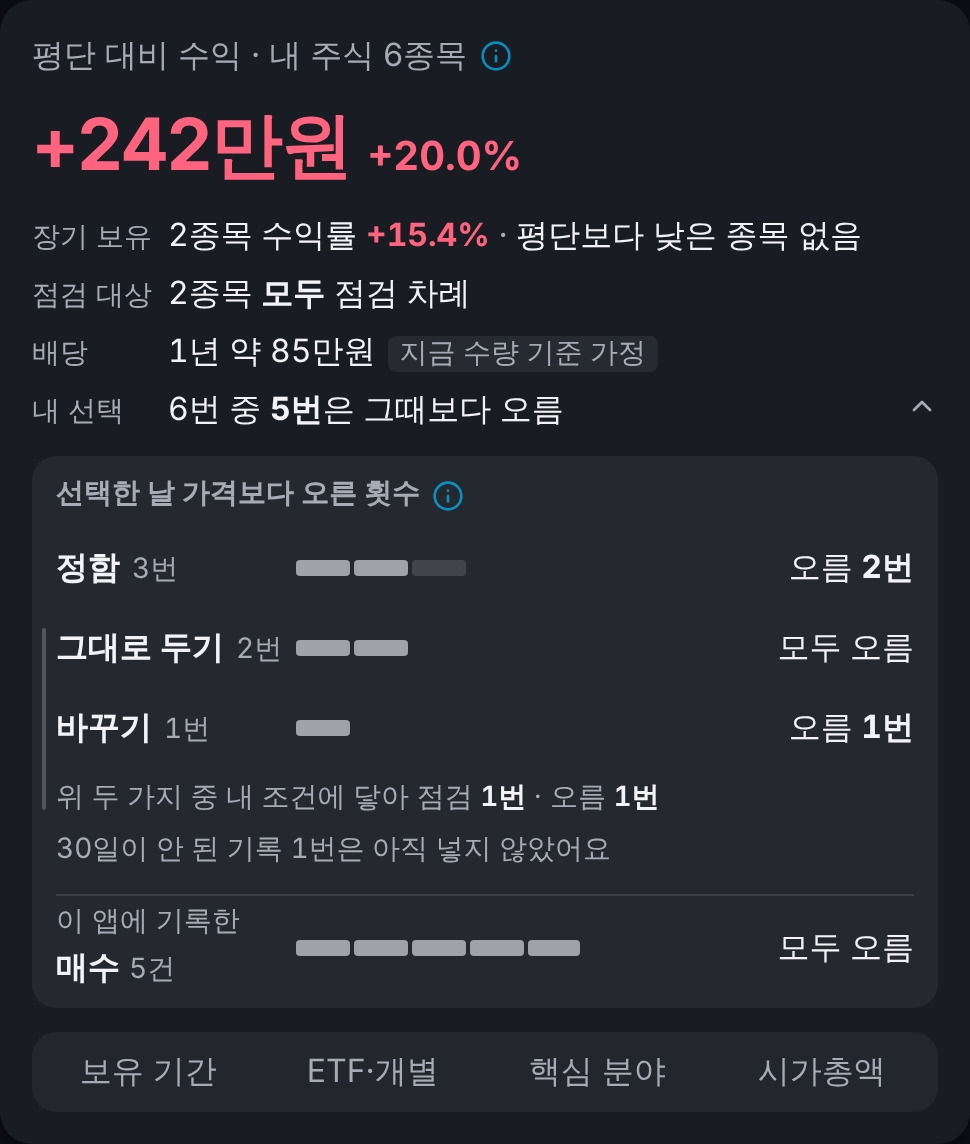 평단 대비 수익 · 내 주식 6종목
+242만원 +20.0%
장기 보유 2종목 수익률 +15.4% · 평단보다 낮은 종목 없음
점검 대상 2종목 모두 점검 차례
배당 1년 약 85만원 지금 수량 기준 가정
내 선택 6번 중 5번은 그때보다 오름
선택한 날 가격보다 오른 횟수
정함 3번 오름 2번
그대로 두기 2번 모두 오름
바꾸기 1번 오름 1번
위 두 가지 중 내 조건에 닿아 점검 1번 · 오름 1번
30일이 안 된 기록 1번은 아직 넣지 않았어요
이 앱에 기록한
매수 5건 모두 오름
보유 기간 ETF·개별 핵심 분야 시가총액